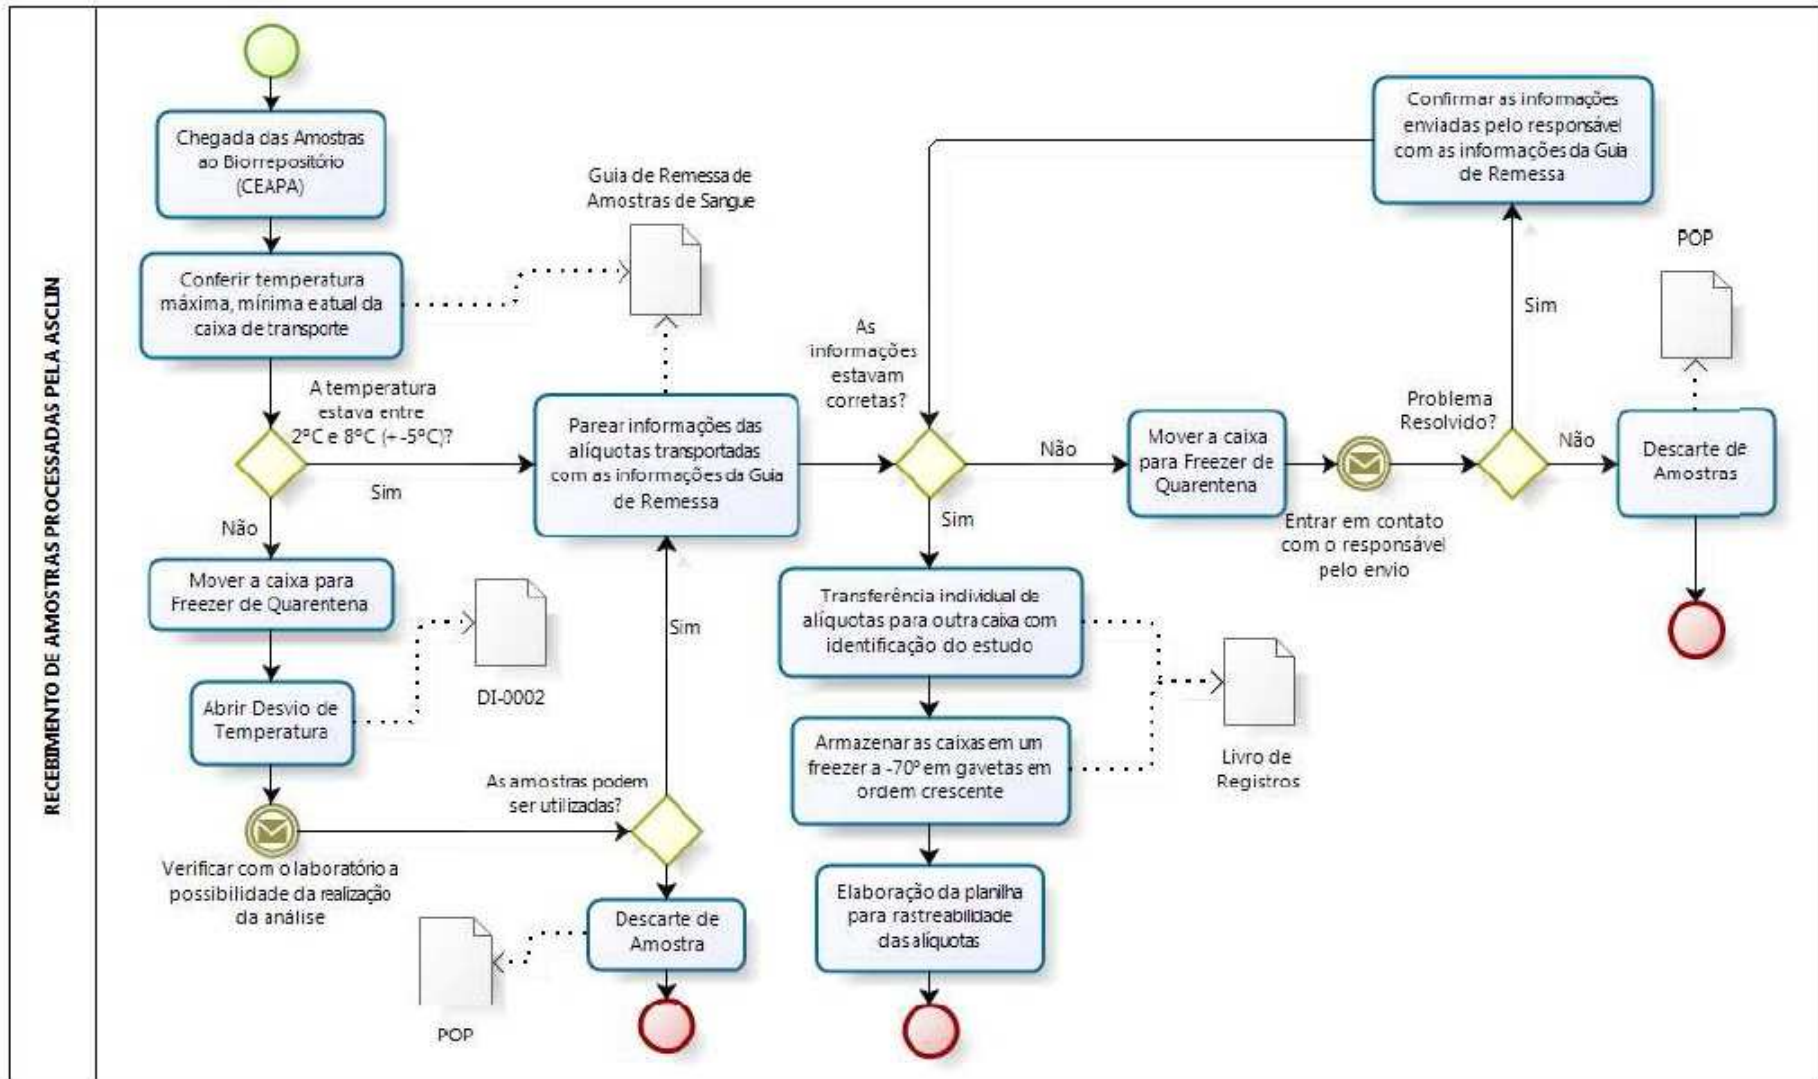 RECEBIMENTO DE AMOSTRAS PROCESSADAS PELA ASCLIN
Chegada das Amostras
ao Biorrepositório
(CEAPA)
Conferir temperatura
máxima, mínima e atual da
caixa de transporte
Guia de Remessa de
Amostras de Sangue
A temperatura
estava entre
2ºC e 8ºC (+ -5ºC)?
Sim
Não
Mover a caixa para
Freezer de Quarentena
Abrir Desvio de
Temperatura
DI-0002
Verificar com o laboratório a
possibilidade da realização
da análise
As amostras podem
ser utilizadas?
Sim
Descarte de
Amostra
POP
Parear informações das
alíquotas transportadas
com as informações da Guia
de Remessa
As
informações
estavam
corretas?
Sim
Não
Transferência individual de
alíquotas para outra caixa com
identificação do estudo
Armazenar as caixas em um
freezer a -70º em gavetas em
ordem crescente
Livro de
Registros
Elaboração da planilha
para rastreabilidade
das alíquotas
Mover a caixa
para Freezer de
Quarentena
Entrar em contato
com o responsável
pelo envio
Problema
Resolvido?
Sim
Confirmar as informações
enviadas pelo responsável
com as informações da Guia
de Remessa
Não
Descarte de
Amostras
POP